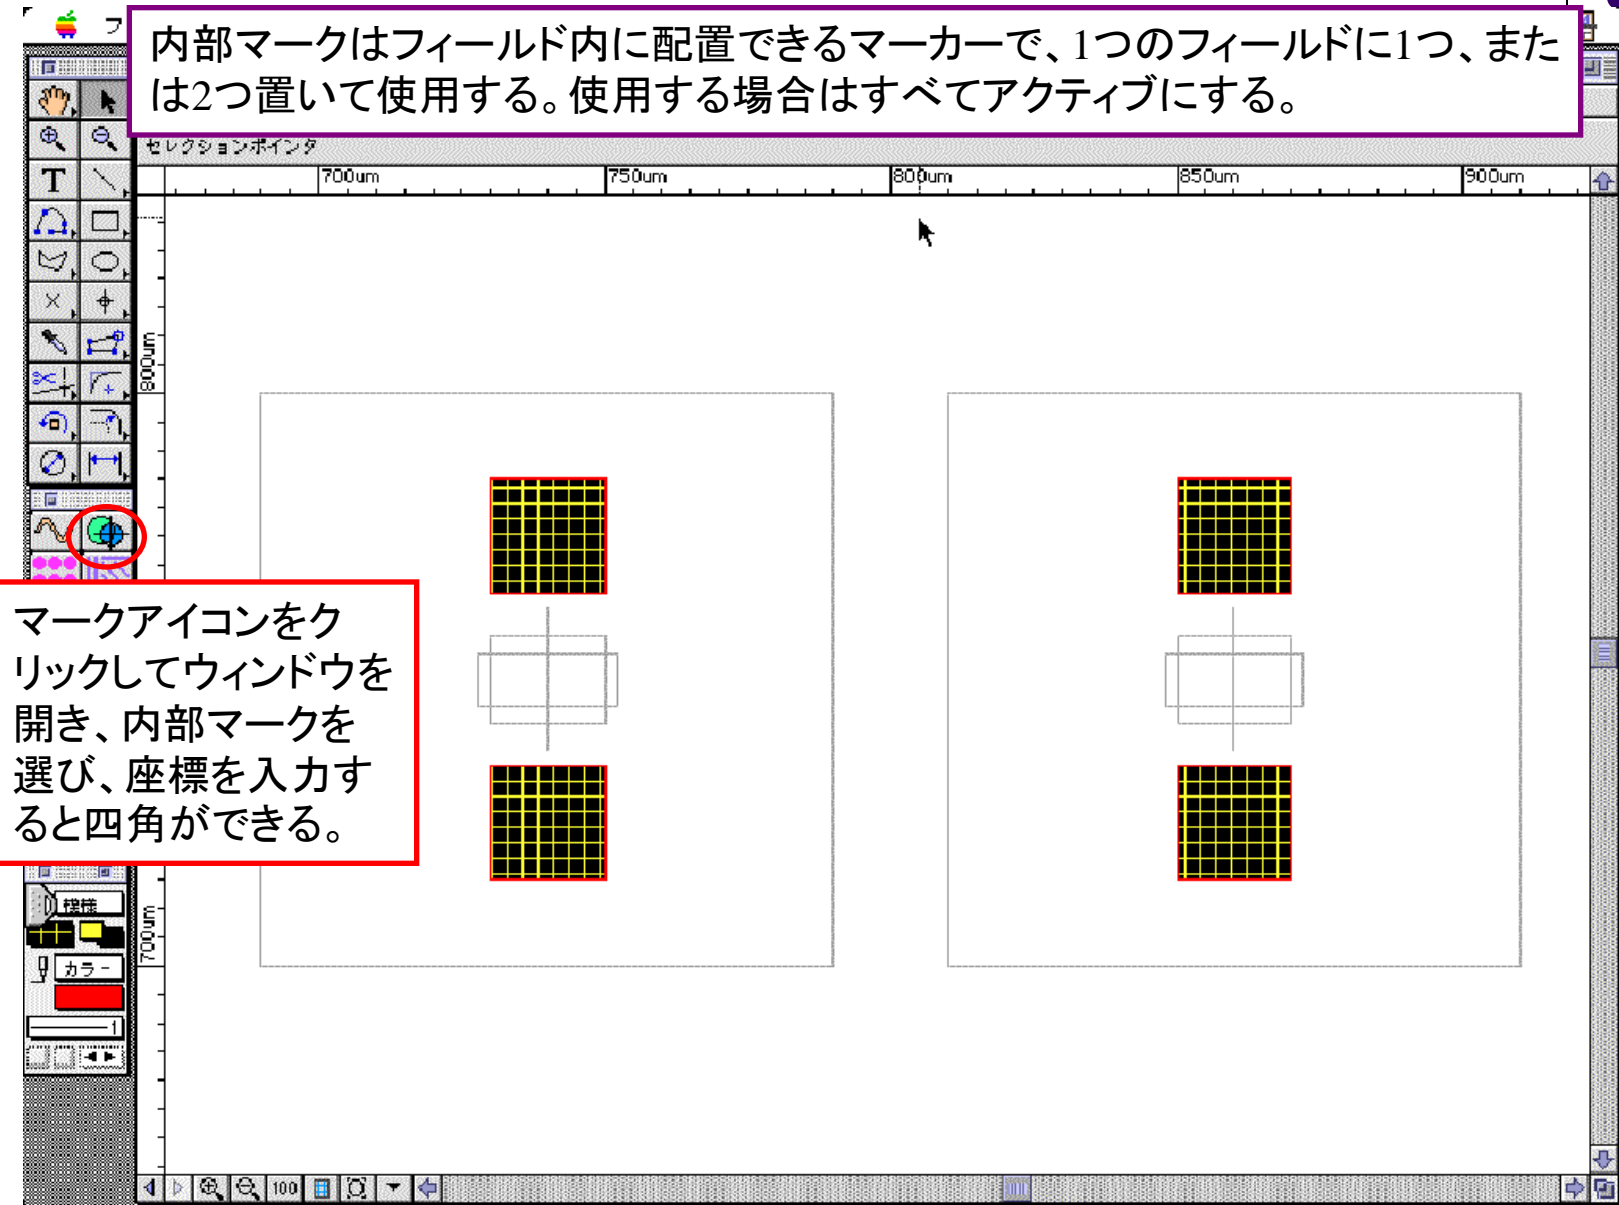 フ
内部マークはフィールド内に配置できるマーカーで、1つのフィールドに1つ、また
は2つ置いて使用する。使用する場合はすべてアクティブにする。
セレクションポインタ
T
700um 750um 800um 850um 900um
800um
マークアイコンをク
リックしてウィンドウを
開き、内部マークを
選び、座標を入力す
ると四角ができる。
模様
700um
カラー
1
100